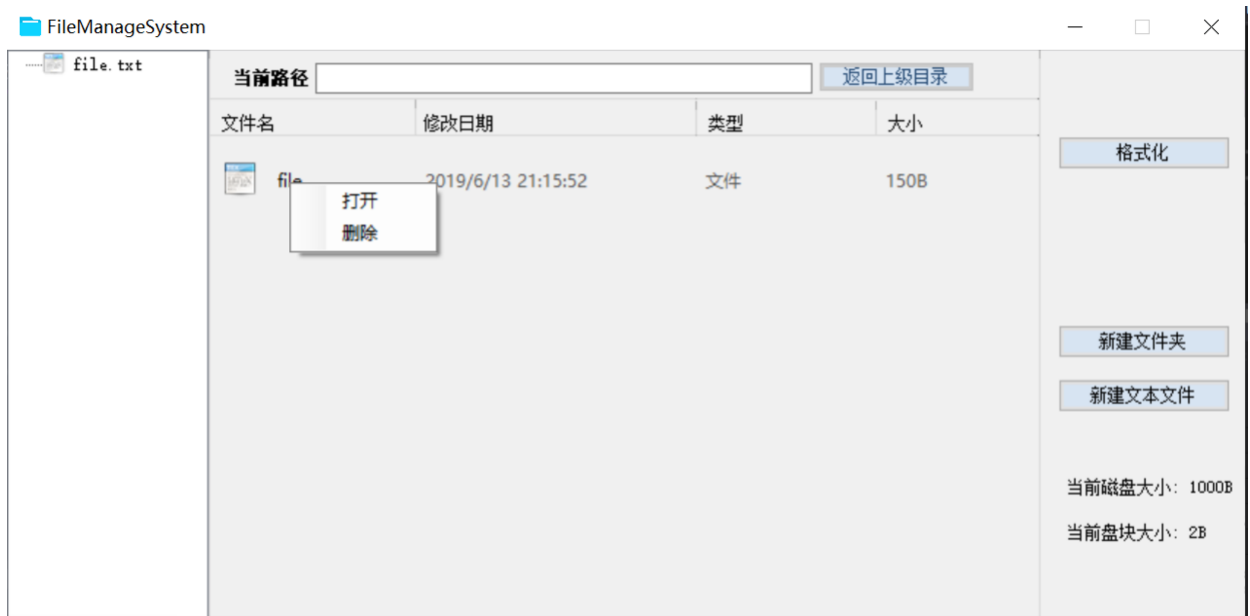 FileManageSystem
file.txt
当前路径 返回上级目录
文件名 修改日期 类型 大小
file 2019/6/13 21:15:52 文件 150B
打开
删除
格式化
新建文件夹
新建文本文件
当前磁盘大小: 1000B
当前盘块大小: 2B